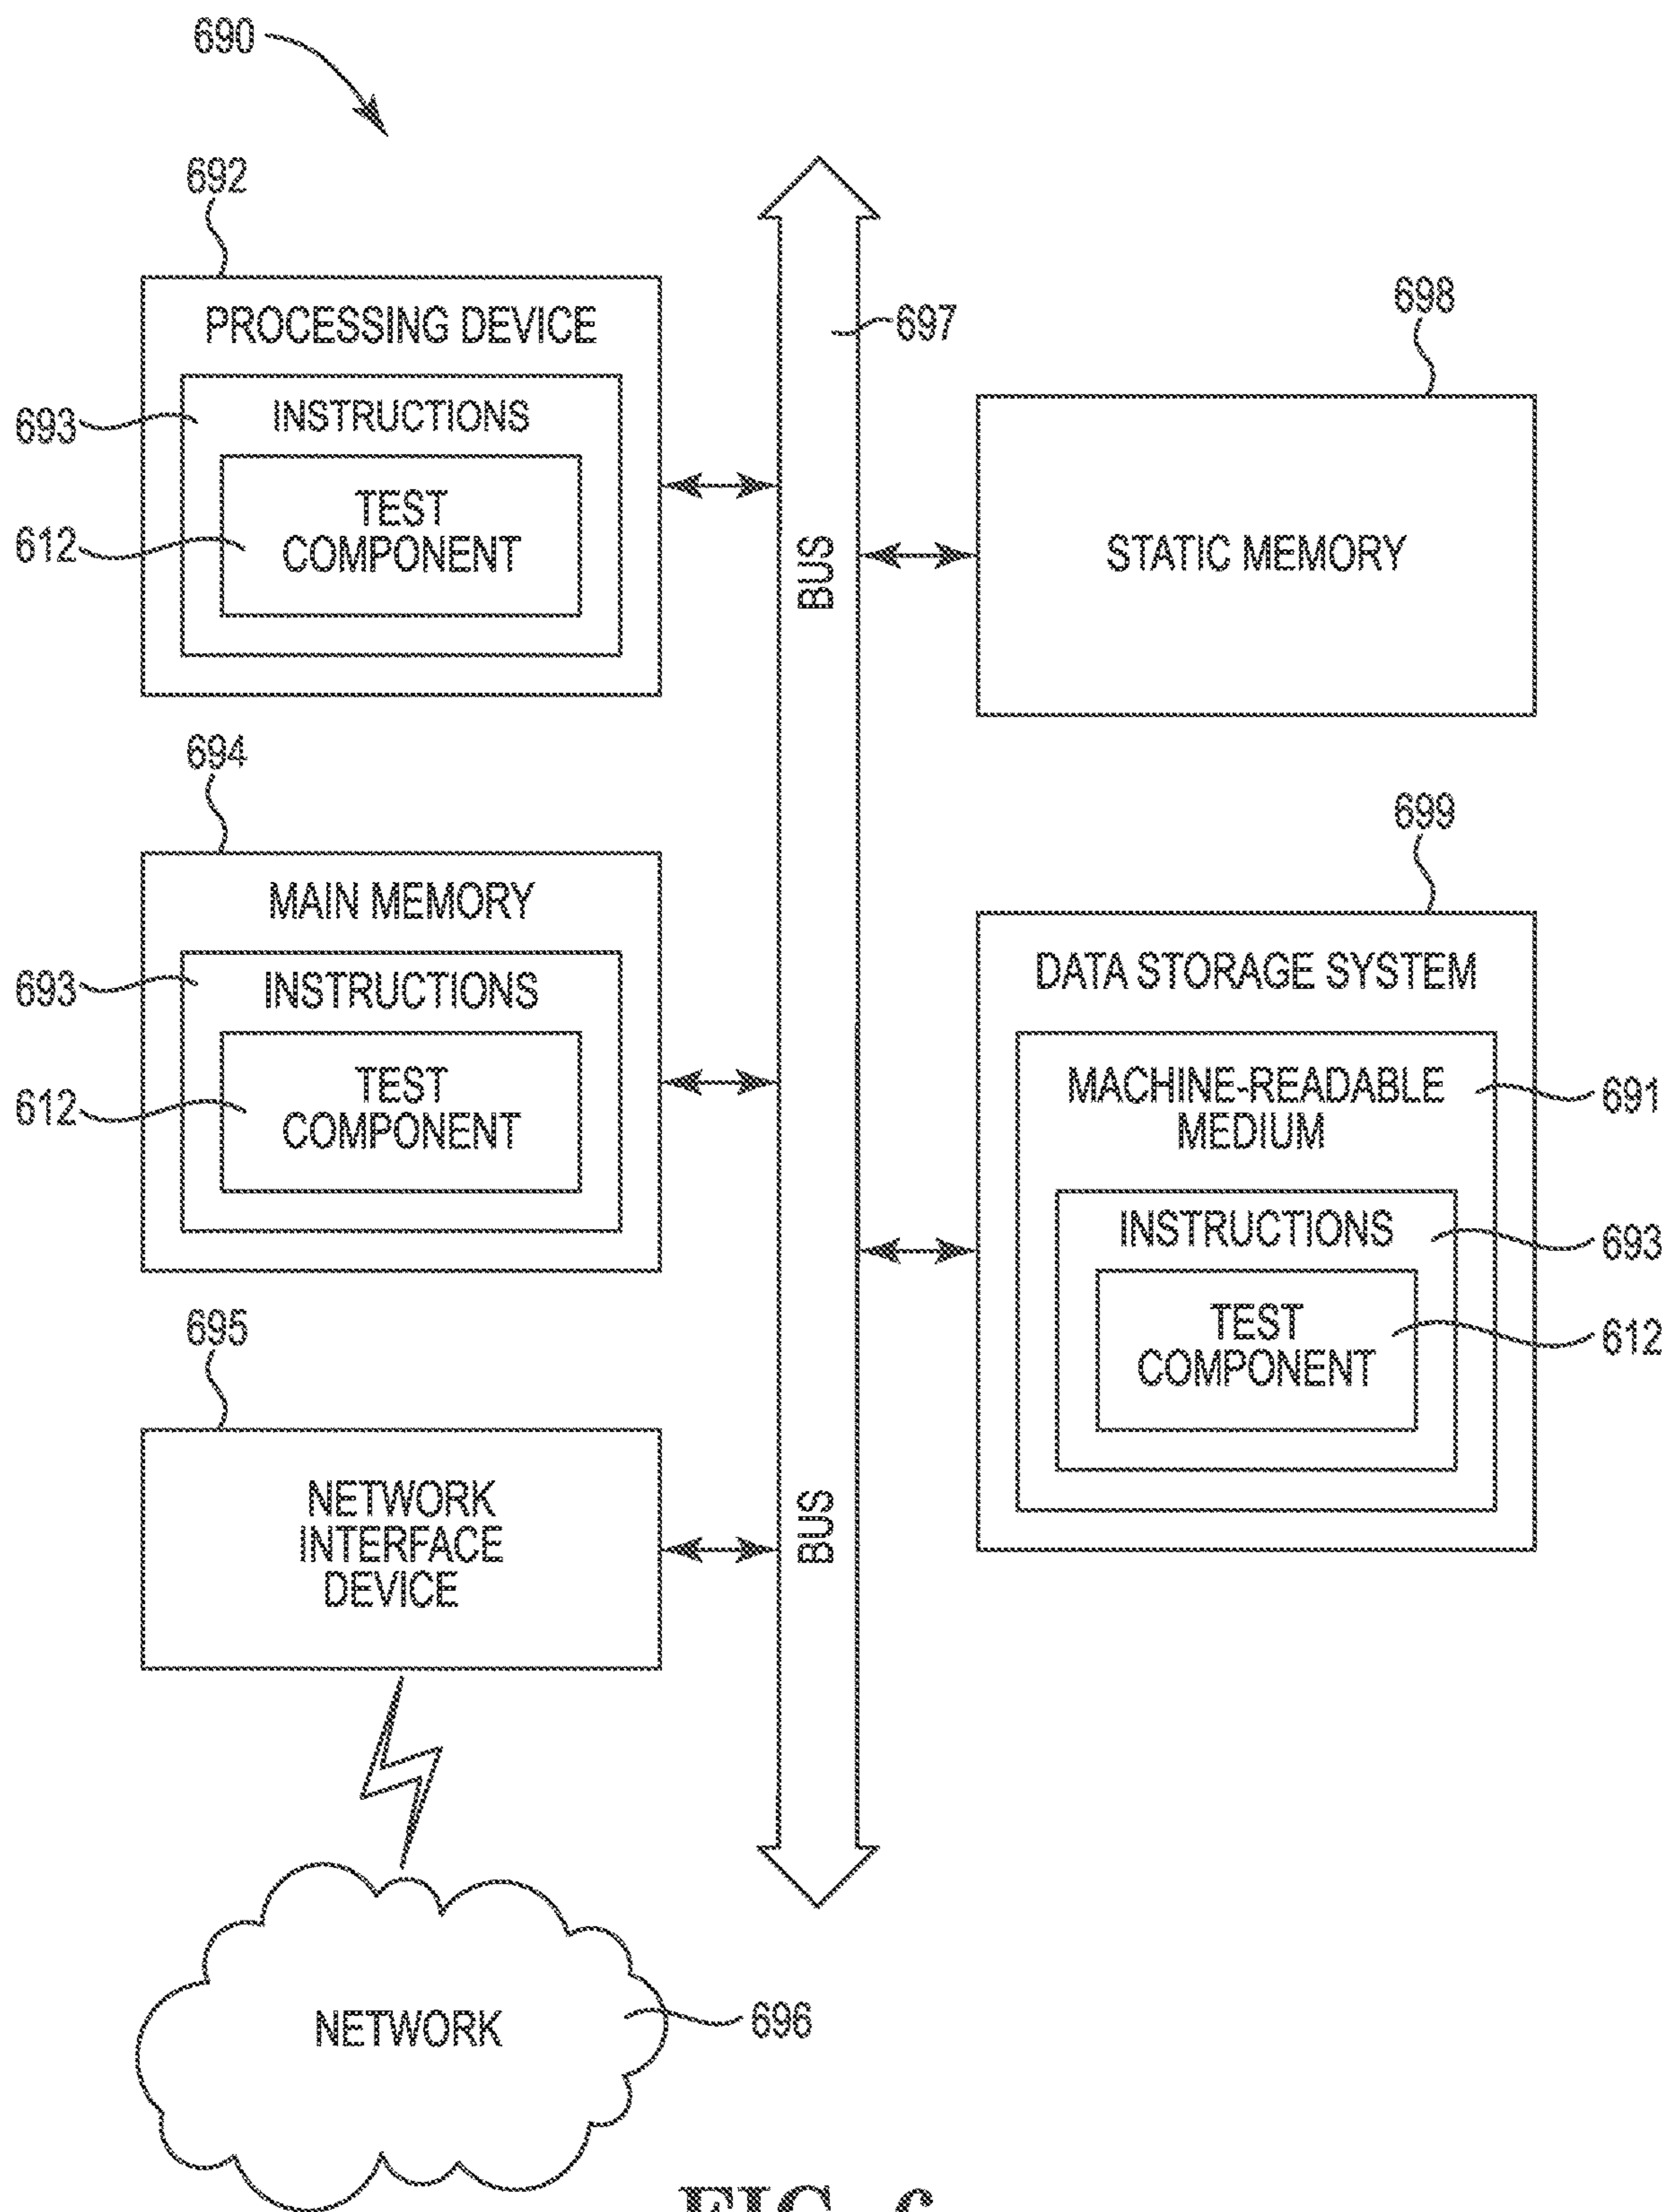 690
692
PROCESSING DEVICE
693
INSTRUCTIONS
612
TEST
COMPONENT
694
MAIN MEMORY
693
INSTRUCTIONS
612
TEST
COMPONENT
695
NETWORK
INTERFACE
DEVICE
NETWORK
696
697
BUS
BUS
698
STATIC MEMORY
699
DATA STORAGE SYSTEM
MACHINE-READABLE
MEDIUM
691
INSTRUCTIONS
693
TEST
COMPONENT
612
FIG. 6